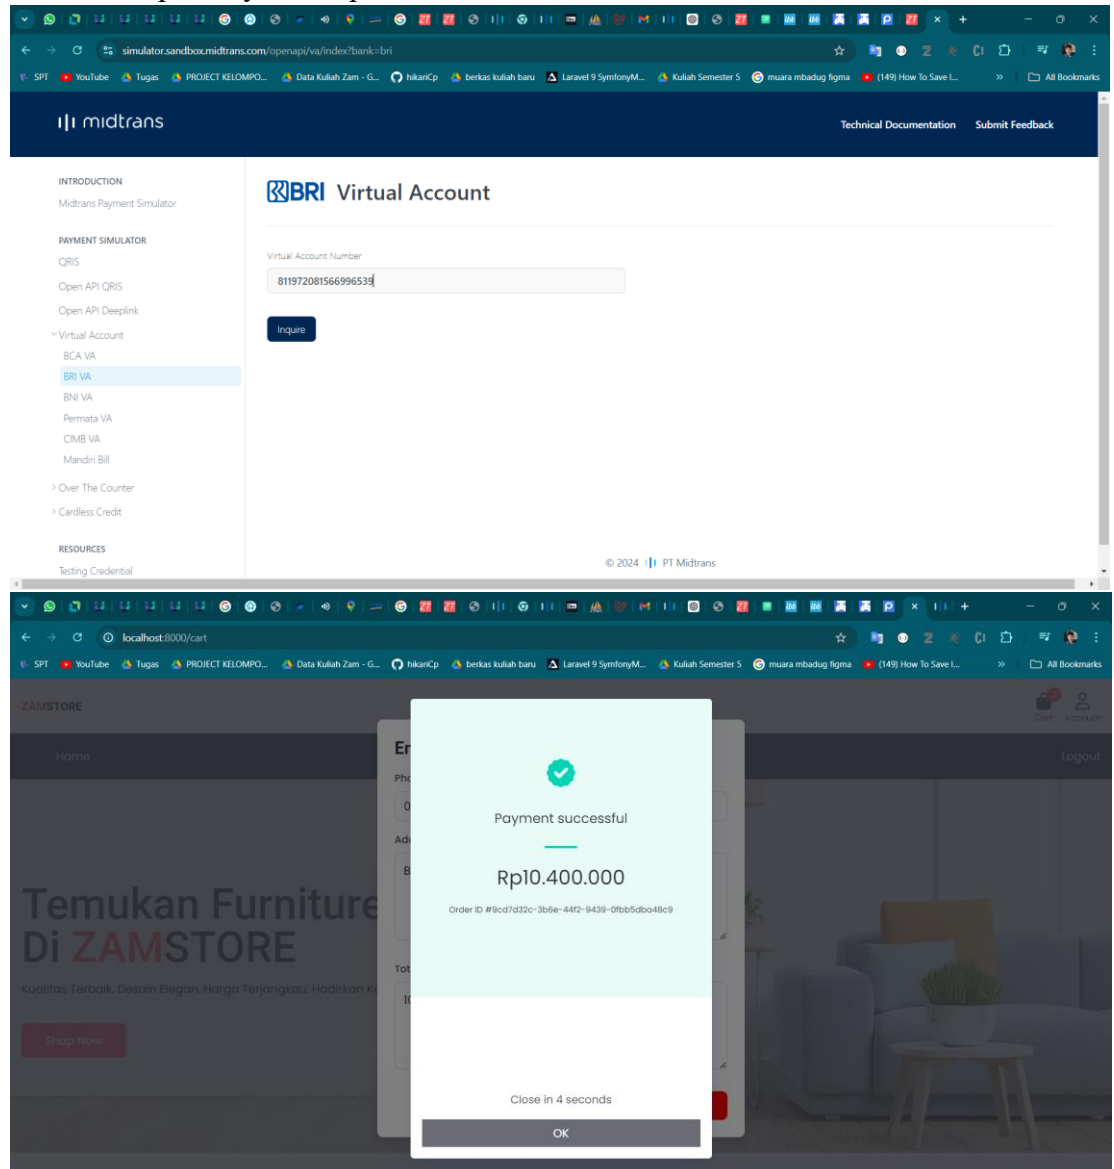 simulator.sandbox.midtrans.com/openapi/va/index?bank=bri
SPT YouTube Tugas PROJECT KELOMPO... Data Kuliah Zam - G... hikariCp berkas kuliah baru Laravel 9 SymfonyM... Kuliah Semester 5 muara mbadug figma (149) How To Save I... » All Bookmarks
midtrans
Technical Documentation Submit Feedback
INTRODUCTION
Midtrans Payment Simulator
PAYMENT SIMULATOR
QRIS
Open API QRIS
Open API Deeplink
Virtual Account
BCA VA
BRI VA
BNI VA
Permata VA
CIMB VA
Mandiri Bill
Over The Counter
Cardless Credit
RESOURCES
Testing Credential
BRI Virtual Account
Virtual Account Number
811972081566996539
Inquire
© 2024 PT Midtrans
localhost:8000/cart
SPT YouTube Tugas PROJECT KELOMPO... Data Kuliah Zam - G... hikariCp berkas kuliah baru Laravel 9 SymfonyM... Kuliah Semester 5 muara mbadug figma (149) How To Save I... » All Bookmarks
ZAMSTORE
Cart Account
Home
Logout
Temukan Furniture
Di ZAMSTORE
Kualitas Terbaik, Desain Elegan, Harga Terjangkau. Hadirkan
Shop Now
Payment successful
Rp10.400.000
Order ID #9cd7d32c-3b6e-44f2-9439-0fbb5dba48c9
Close in 4 seconds
OK